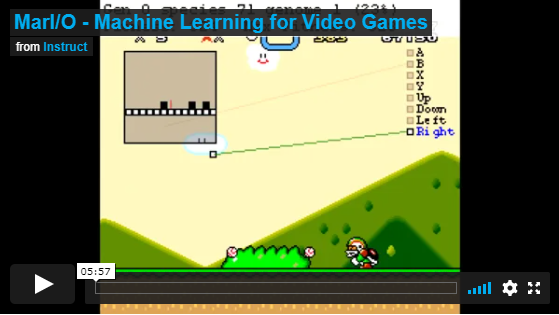 MarI/O - Machine Learning for Video Games
from Instruct
A
B
X
Y
Up
Down
Left
Right
05:57